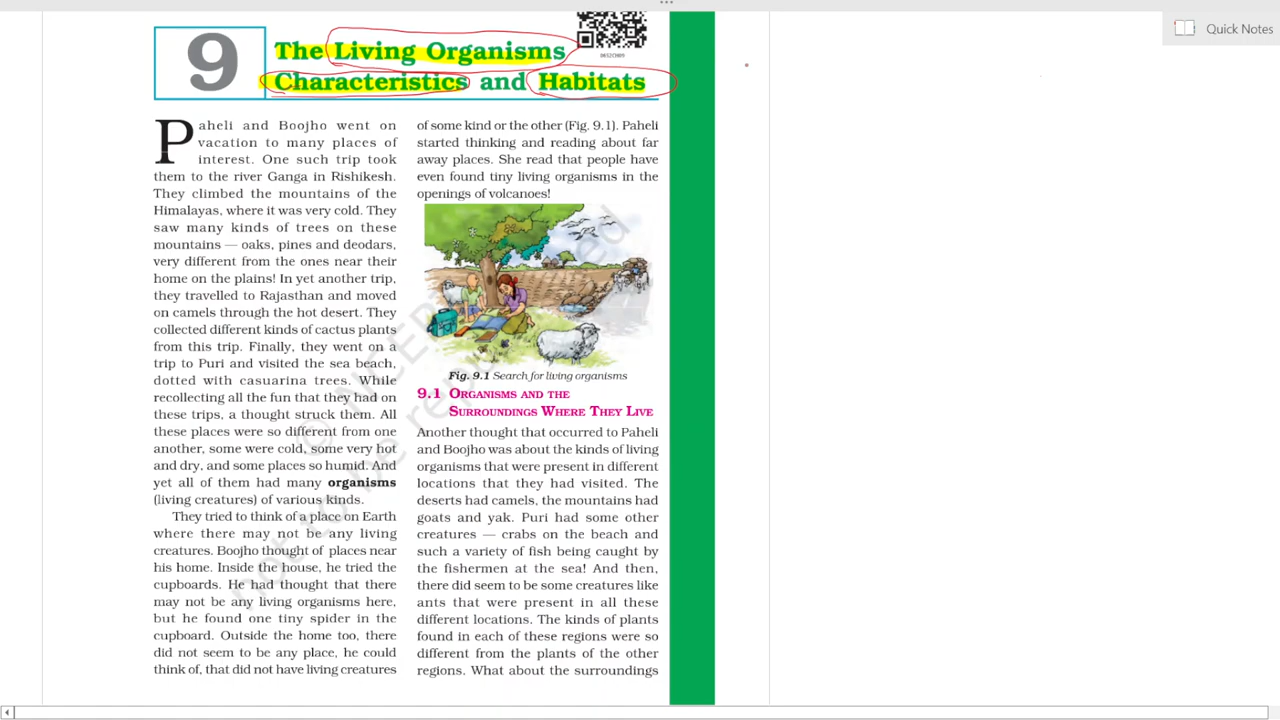 Quick Notes
9
The Living Organisms
Characteristics and Habitats
Paheli and Boojho went on
vacation to many places of
interest. One such trip took
them to the river Ganga in Rishikesh.
They climbed the mountains of the
Himalayas, where it was very cold. They
saw many kinds of trees on these
mountains — oaks, pines and deodars,
very different from the ones near their
home on the plains! In yet another trip,
they travelled to Rajasthan and moved
on camels through the hot desert. They
collected different kinds of cactus plants
from this trip. Finally, they went on a
trip to Puri and visited the sea beach,
dotted with casuarina trees. While
recollecting all the fun that they had on
these trips, a thought struck them. All
these places were so different from one
another, some were cold, some very hot
and dry, and some places so humid. And
yet all of them had many organisms
(living creatures) of various kinds.
They tried to think of a place on Earth
where there may not be any living
creatures. Boojho thought of places near
his home. Inside the house, he tried the
cupboards. He had thought that there
may not be any living organisms here,
but he found one tiny spider in the
cupboard. Outside the home too, there
did not seem to be any place, he could
think of, that did not have living creatures
of some kind or the other (Fig. 9.1). Paheli
started thinking and reading about far
away places. She read that people have
even found tiny living organisms in the
openings of volcanoes!
Fig. 9.1 Search for living organisms
9.1 Organisms and the
Surroundings Where They Live
Another thought that occurred to Paheli
and Boojho was about the kinds of living
organisms that were present in different
locations that they had visited. The
deserts had camels, the mountains had
goats and yak. Puri had some other
creatures — crabs on the beach and
such a variety of fish being caught by
the fishermen at the sea! And then,
there did seem to be some creatures like
ants that were present in all these
different locations. The kinds of plants
found in each of these regions were so
different from the plants of the other
regions. What about the surroundings